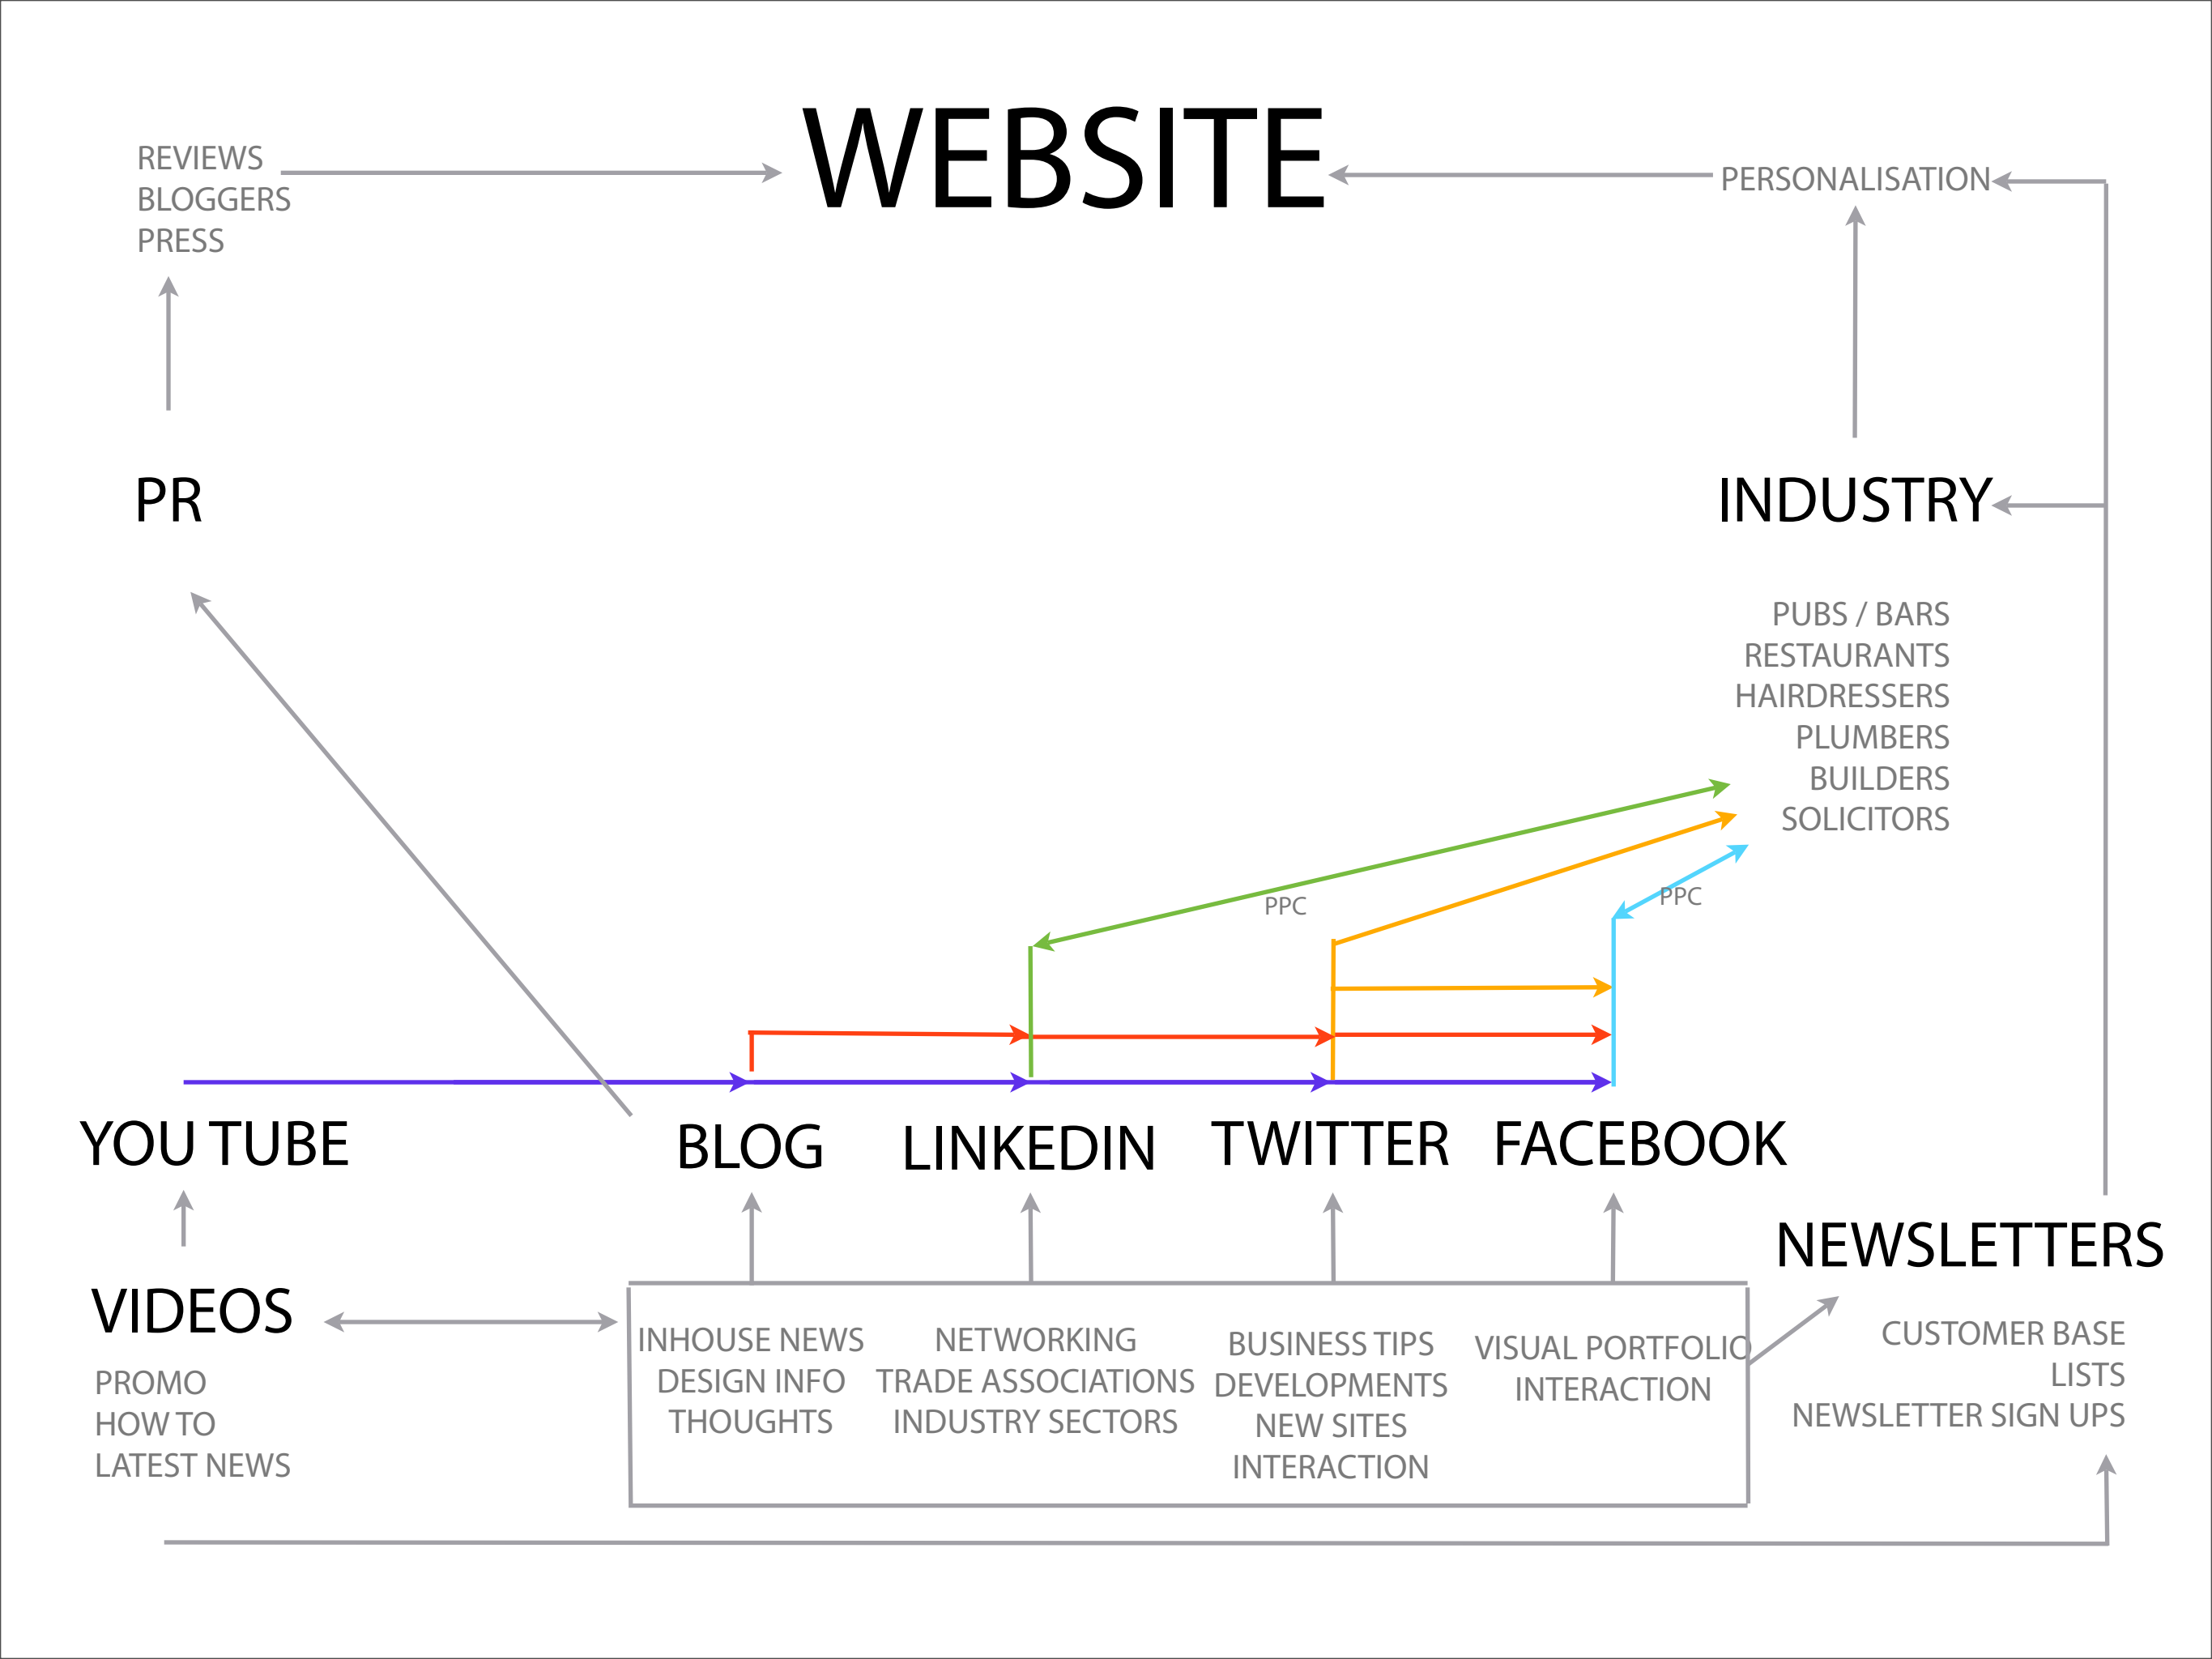 WEBSITE
REVIEWS
BLOGGERS
PRESS
PERSONALISATION
PR
INDUSTRY
PUBS / BARS
RESTAURANTS
HAIRDRESSERS
PLUMBERS
BUILDERS
SOLICITORS
PPC
PPC
YOU TUBE
BLOG
LINKEDIN
TWITTER
FACEBOOK
NEWSLETTERS
CUSTOMER BASE
LISTS
NEWSLETTER SIGN UPS
VIDEOS
PROMO
HOW TO
LATEST NEWS
INHOUSE NEWS
DESIGN INFO
THOUGHTS
NETWORKING
TRADE ASSOCIATIONS
INDUSTRY SECTORS
BUSINESS TIPS
DEVELOPMENTS
NEW SITES
INTERACTION
VISUAL PORTFOLIO
INTERACTION